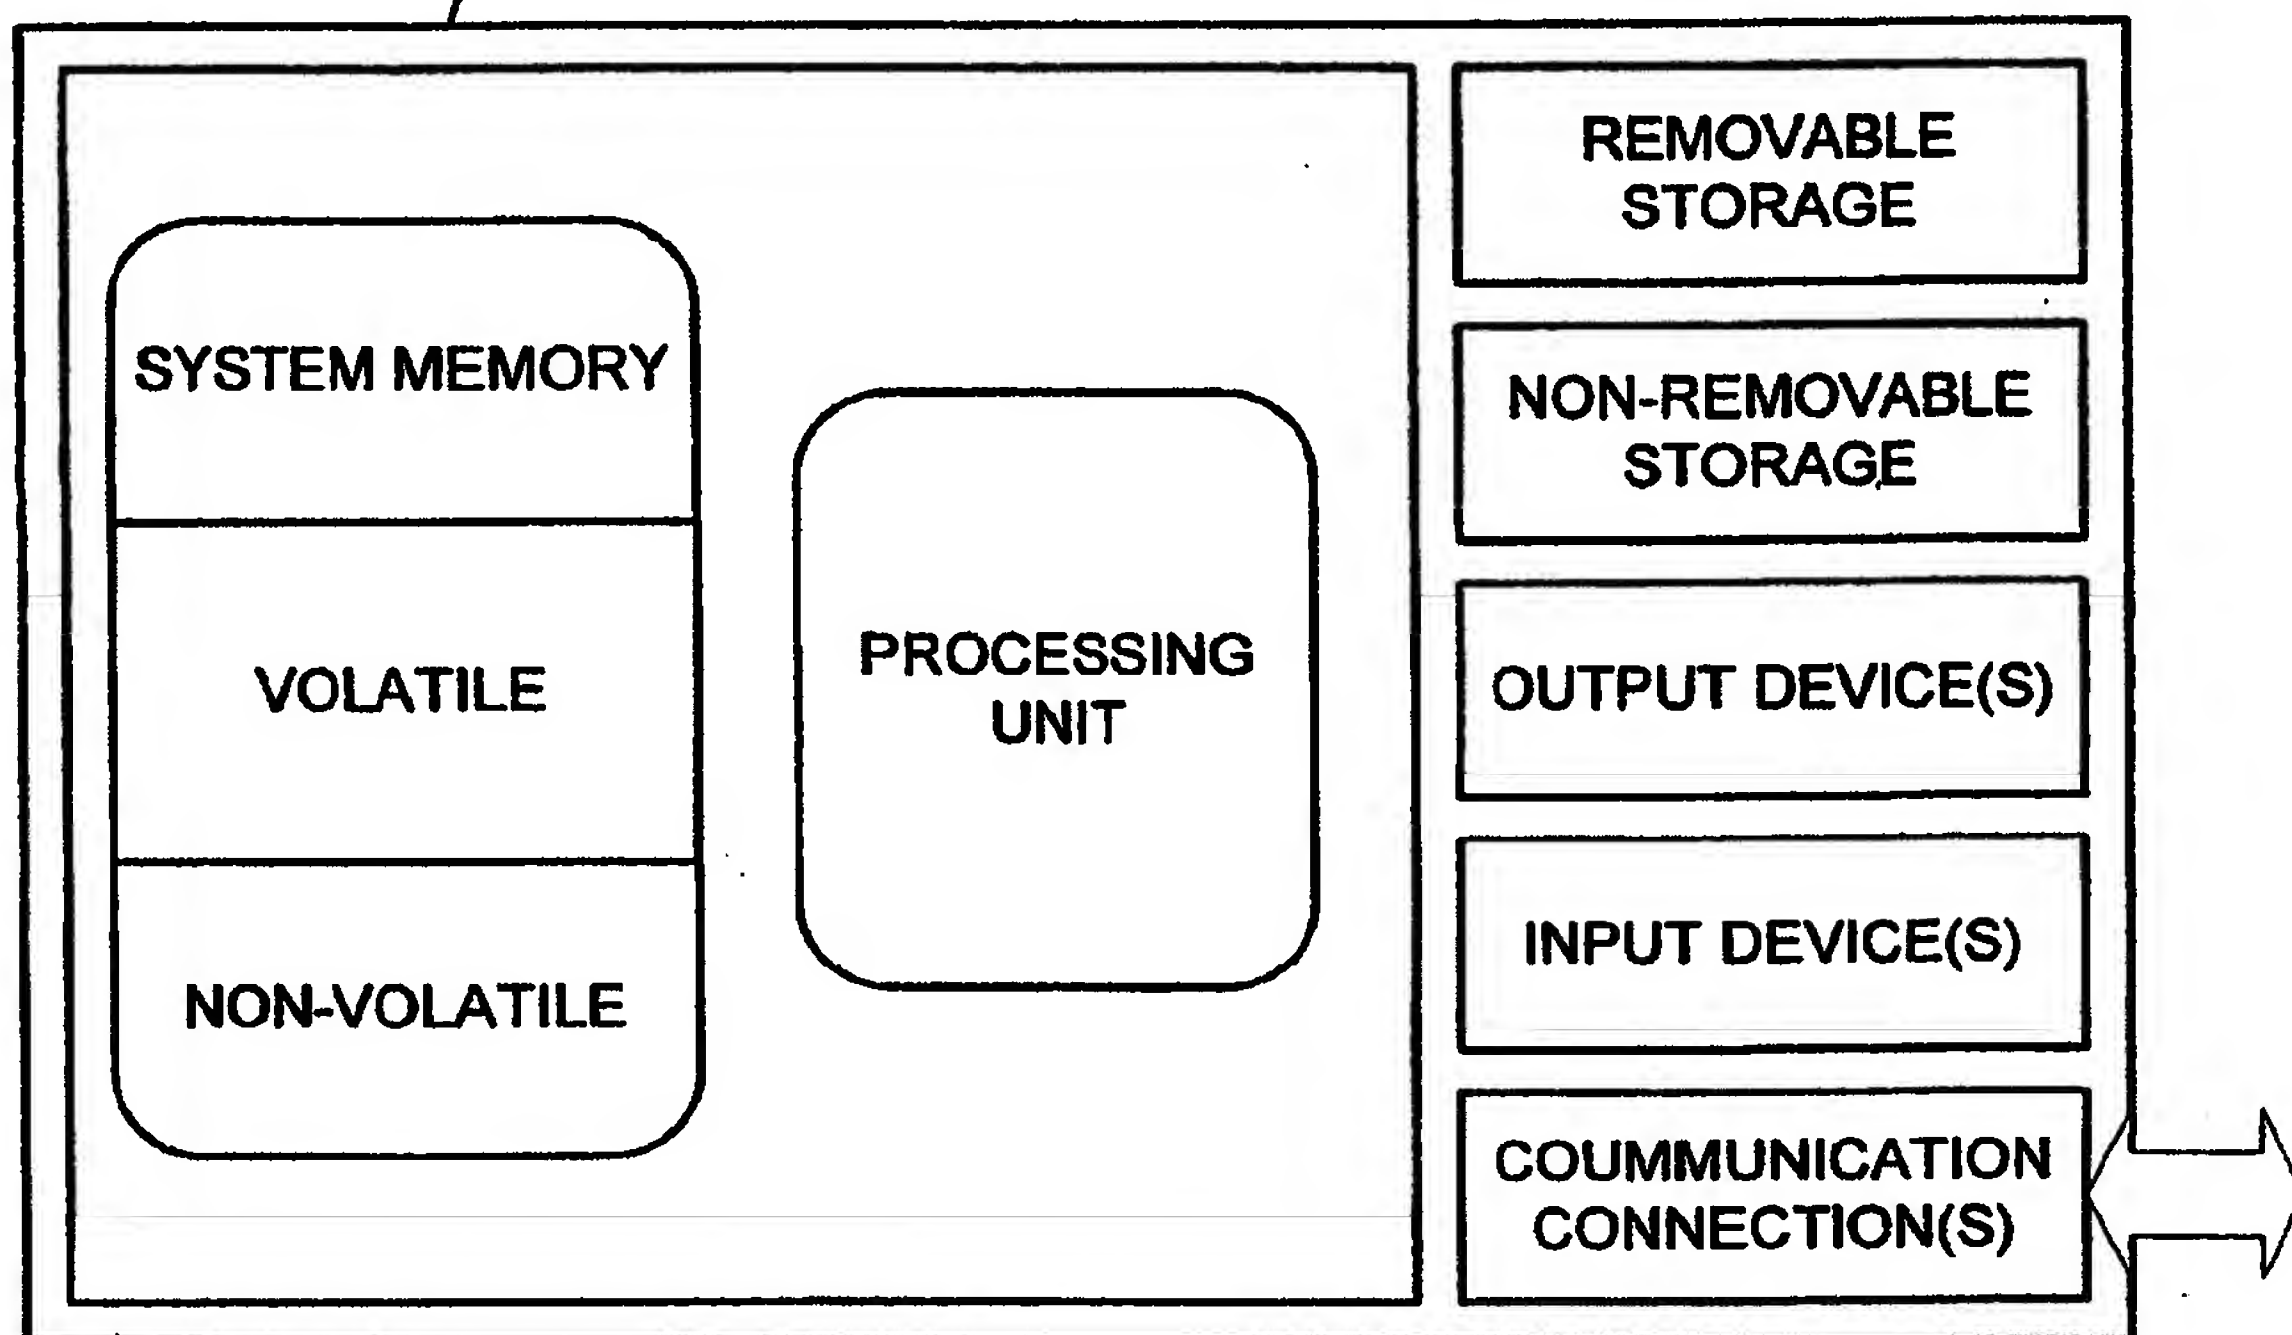 SYSTEM MEMORY
VOLATILE
NON-VOLATILE
PROCESSING
UNIT
REMOVABLE
STORAGE
NON-REMOVABLE
STORAGE
OUTPUT DEVICE(S)
INPUT DEVICE(S)
COUMMUNICATION
CONNECTION(S)